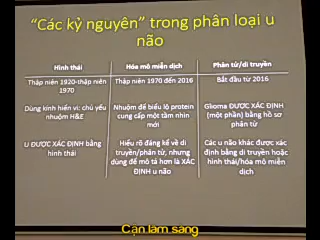 “Các kỷ nguyên” trong phân loại u
não
Hình thái
Hóa mô miễn dịch
Phân tử/di truyền
Thập niên 1920-thập niên
1970
Thập niên 1970 đến 2016
Bắt đầu từ 2016
Dùng kính hiển vi: chủ yếu
nhuộm H&E
Nhuộm để biểu lộ protein
cung cấp một tầm nhìn
mới
Glioma ĐƯỢC XÁC ĐỊNH
(một phần) bằng hồ sơ
phân tử
U ĐƯỢC XÁC ĐỊNH bằng
hình thái
Hiểu rõ đáng kể về di
truyền/phân tử, nhưng
dùng để mô tả hơn là XÁC
ĐỊNH u não
Các u não khác được xác
định bằng di truyền hoặc
hình thái/hóa mô miễn
dịch
Cận lâm sàng